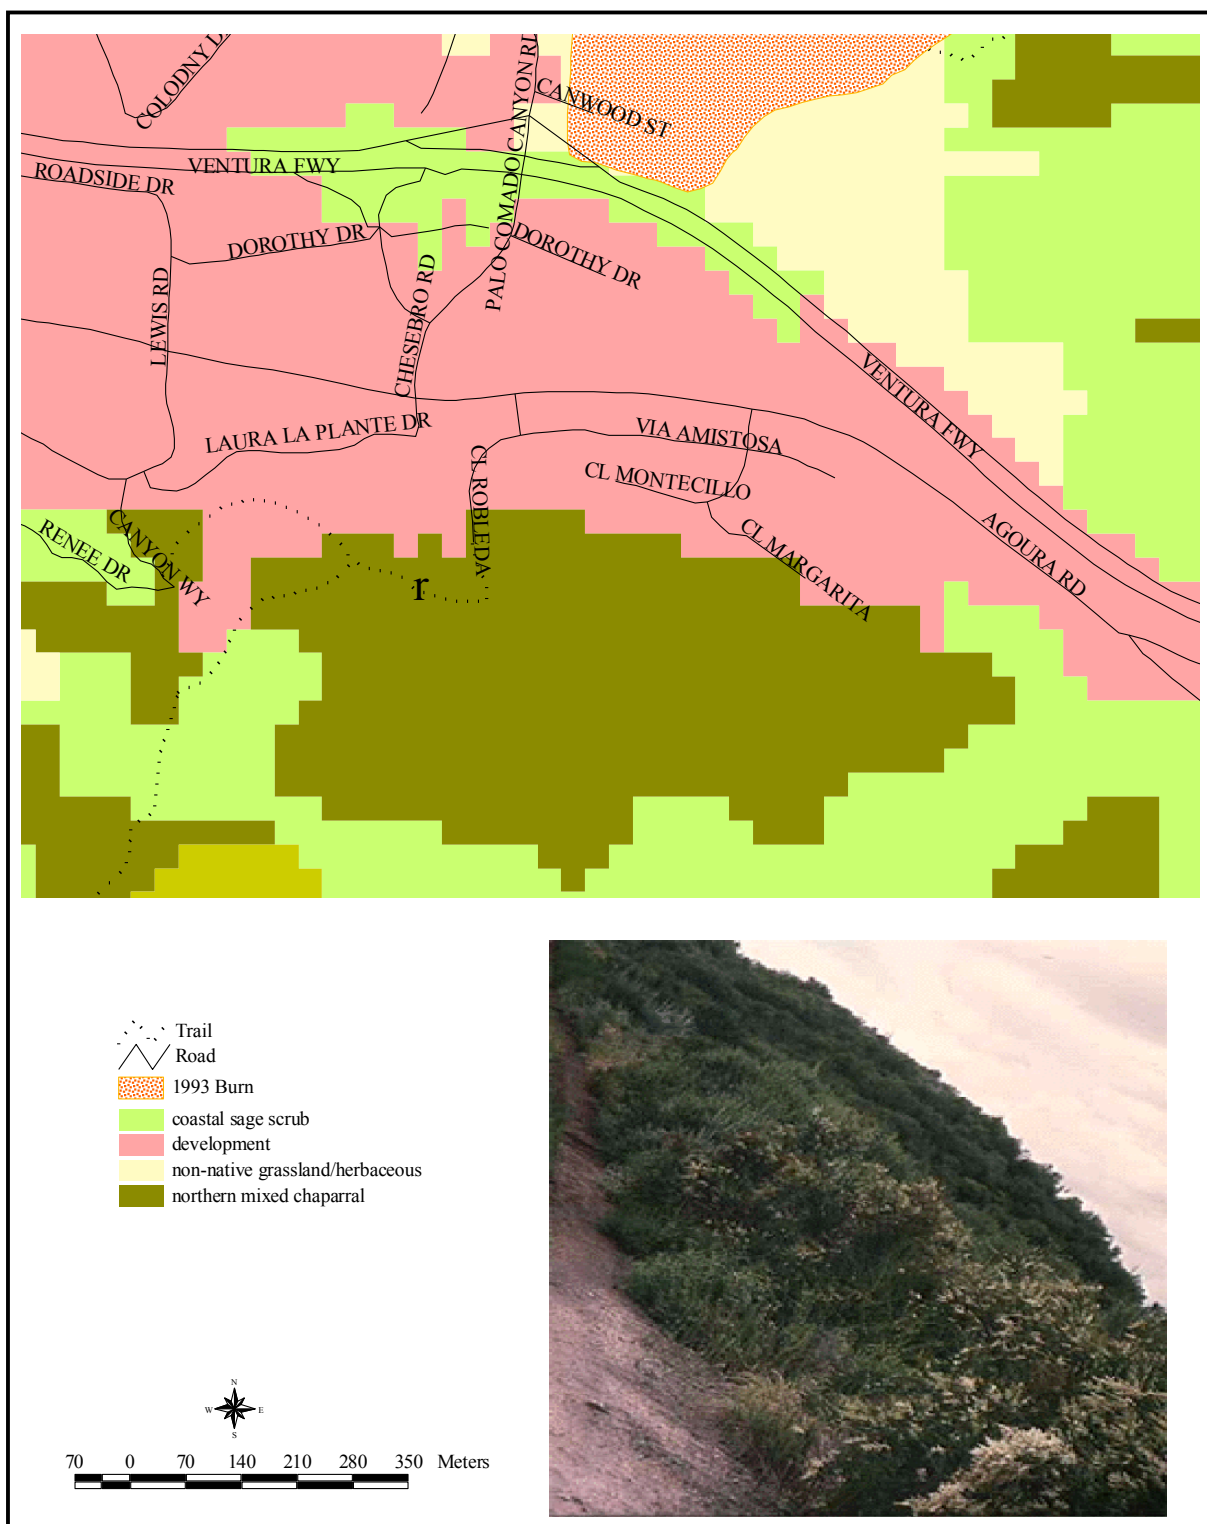 COLODNY D
PALO COMADO CANYON RD
CANWOOD ST
VENTURA FWY
ROADSIDE DR
DOROTHY DR
DOROTHY DR
LEWIS RD
CHESEBRO RD
VENTURA FWY
LAURA LA PLANTE DR
VIA AMISTOSA
CL ROBLEDA
CL MONTECILLO
CL MARGARITA
AGOURA RD
CANYON WY
RENEE DR
r
Trail
Road
1993 Burn
coastal sage scrub
development
non-native grassland/herbaceous
northern mixed chaparral
N
W E
S
70 0 70 140 210 280 350 Meters